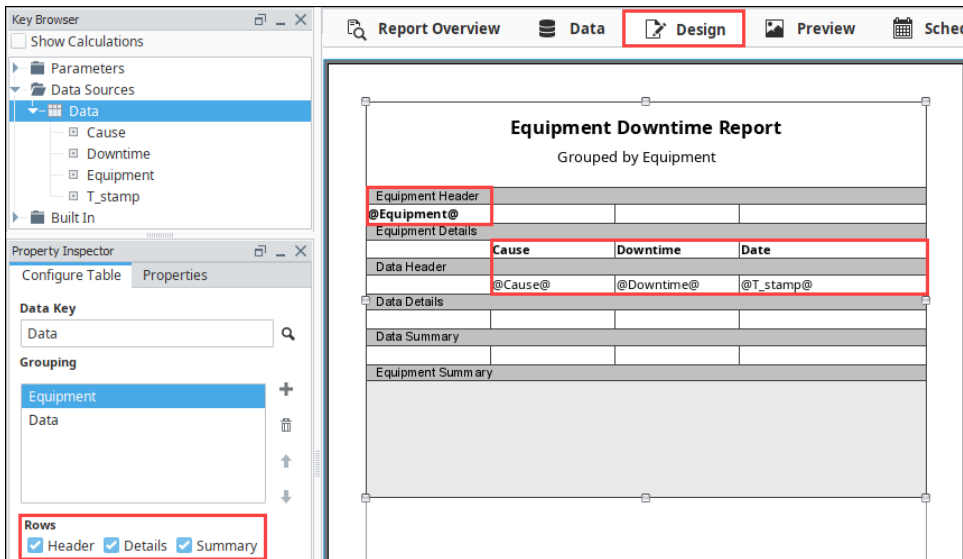 Key Browser
Show Calculations
Parameters
Data Sources
Data
Cause
Downtime
Equipment
T_stamp
Built In
Property Inspector
Configure Table Properties
Data Key
Data
Grouping
Equipment
Data
Rows
Header Details Summary
Report Overview Data Design Preview Sched
Equipment Downtime Report
Grouped by Equipment
Equipment Header
@Equipment@
Equipment Details
Cause Downtime Date
Data Header
@Cause@ @Downtime@ @T_stamp@
Data Details
Data Summary
Equipment Summary